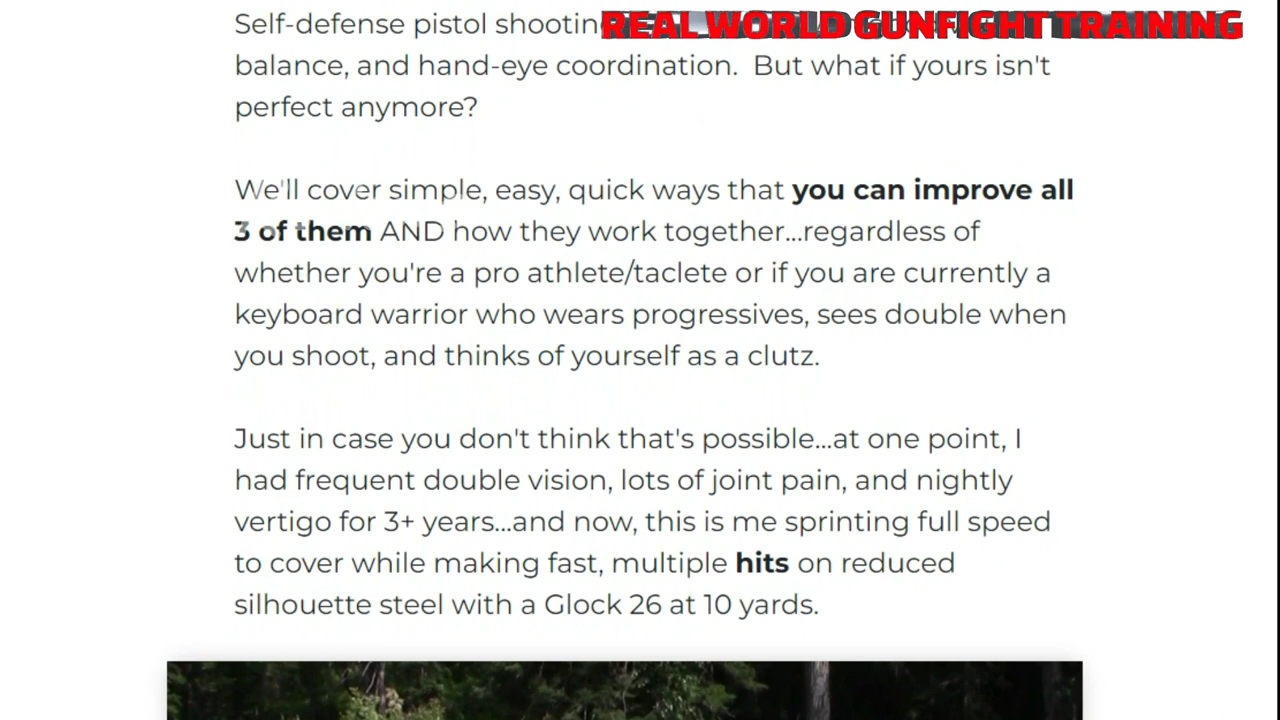 Self-defense pistol shooting
REAL WORLD GUNFIGHT TRAINING
balance, and hand-eye coordination.  But what if yours isn't
perfect anymore?
We'll cover simple, easy, quick ways that you can improve all
3 of them AND how they work together...regardless of
whether you're a pro athlete/taclete or if you are currently a
keyboard warrior who wears progressives, sees double when
you shoot, and thinks of yourself as a clutz.
Just in case you don't think that's possible...at one point, I
had frequent double vision, lots of joint pain, and nightly
vertigo for 3+ years...and now, this is me sprinting full speed
to cover while making fast, multiple hits on reduced
silhouette steel with a Glock 26 at 10 yards.